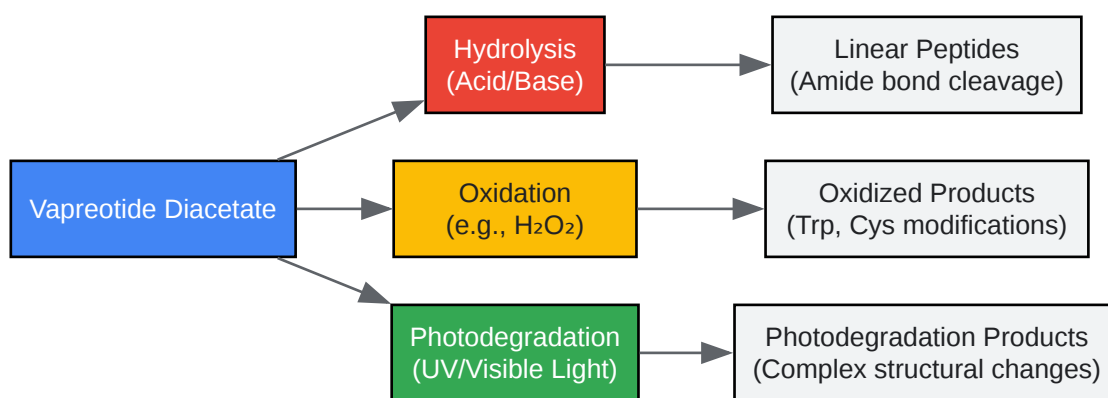 Hydrolysis
(Acid/Base)
Linear Peptides
(Amide bond cleavage)
Vapreotide Diacetate
Oxidation
(e.g., H₂O₂)
Oxidized Products
(Trp, Cys modifications)
Photodegradation
(UV/Visible Light)
Photodegradation Products
(Complex structural changes)